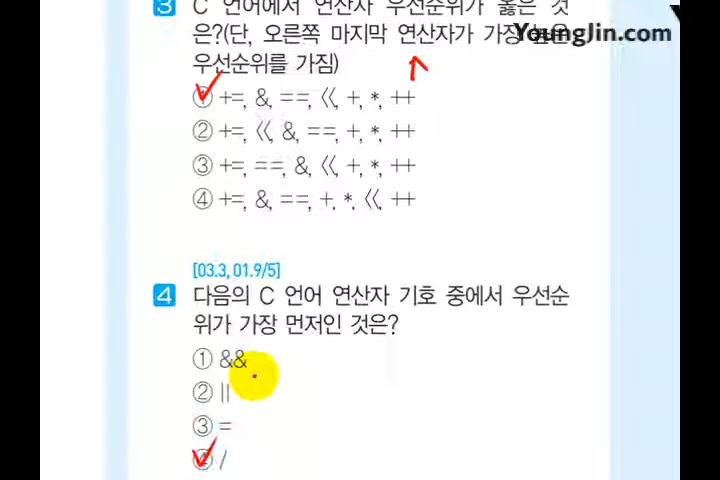 3 C 언어에서 연산자 우선순위가 옳은 것
은?(단, 오른쪽 마지막 연산자가 가장 높은
YoungJin.com
우선순위를 가짐)
① +=, &, ==, <<, +, *, ++
② +=, <<, &, ==, +, *, ++
③ +=, ==, &, <<, +, *, ++
④ +=, &, ==, +, *, <<, ++
[03.3, 01.9/5]
4 다음의 C 언어 연산자 기호 중에서 우선순
위가 가장 먼저인 것은?
① &&
② ||
③ =
④ /